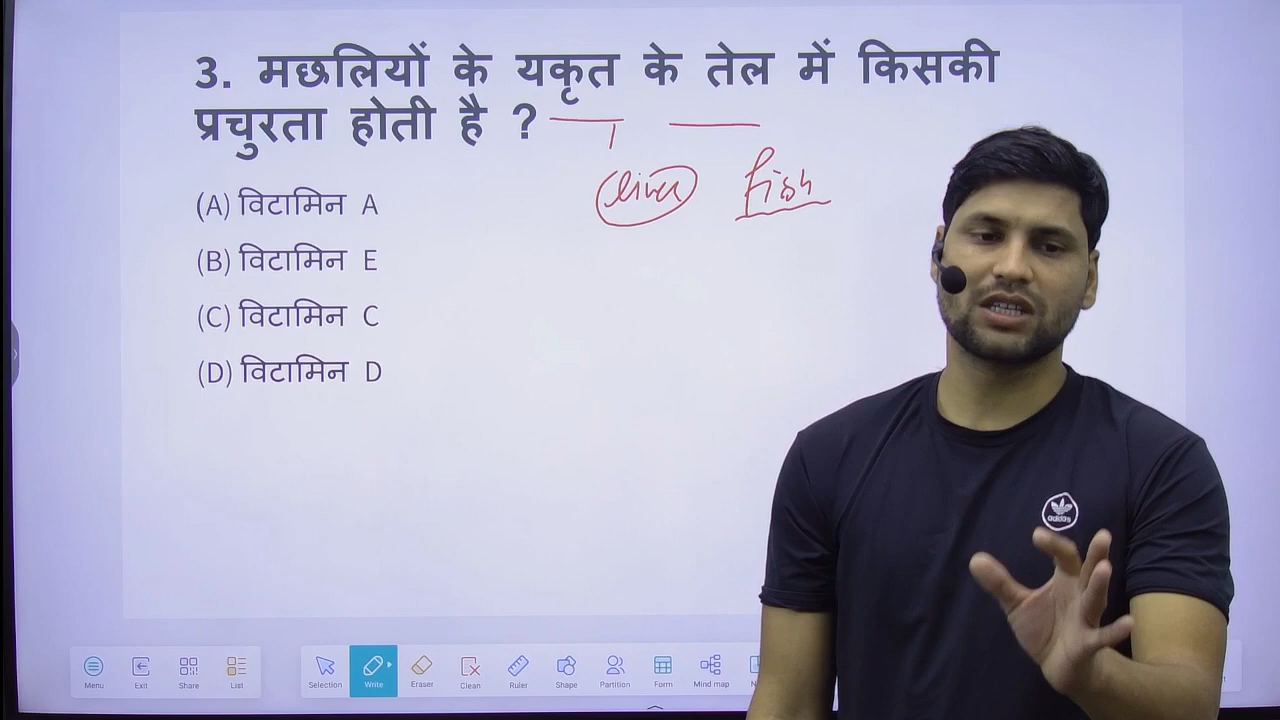 3. मछलियों के यकृत के तेल में किसकी
प्रचुरता होती है ?
liver fish
(A) विटामिन A
(B) विटामिन E
(C) विटामिन C
(D) विटामिन D
adidas
Menu Exit Share List Selection Write Eraser Clean Ruler Shape Partition Form Mind map